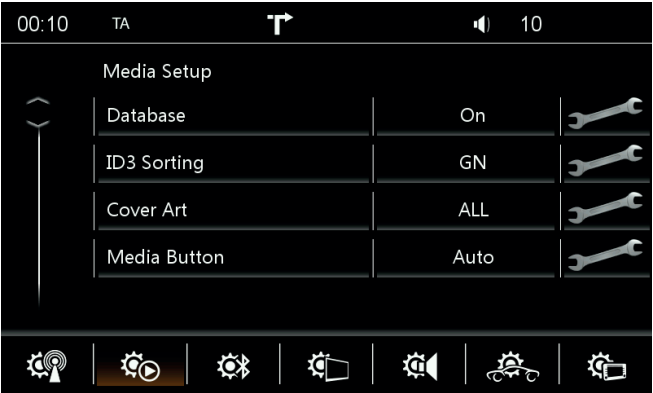 00:10 TA 10
Media Setup
Database On
ID3 Sorting GN
Cover Art ALL
Media Button Auto